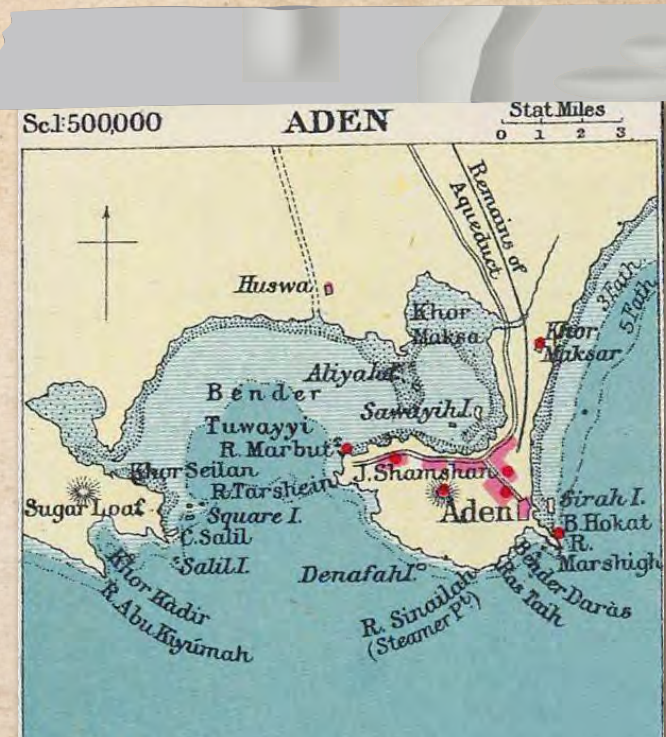 Sc.1:500,000
ADEN
Stat Miles
0 1 2 3
Remains of
Aqueduct
3 Fath.
5 Fath.
Huswa
Khor
Maksa
Khor
Maksar
Aliyah I.
Bender
Tuwayyi
Sawayih I.
R. Marbut
Khor Seilan
R. Tarshein
J. Shamshan
Sugar Loaf
Square I.
Aden
Sirah I.
C. Salil
B. Hokat
R.
Marshigh
Salil I.
Denafah I.
Khor Kadir
R. Abu Kiyúmah
R. Sinailah
(Steamer Pt)
Bender Darás
(Ras Taih